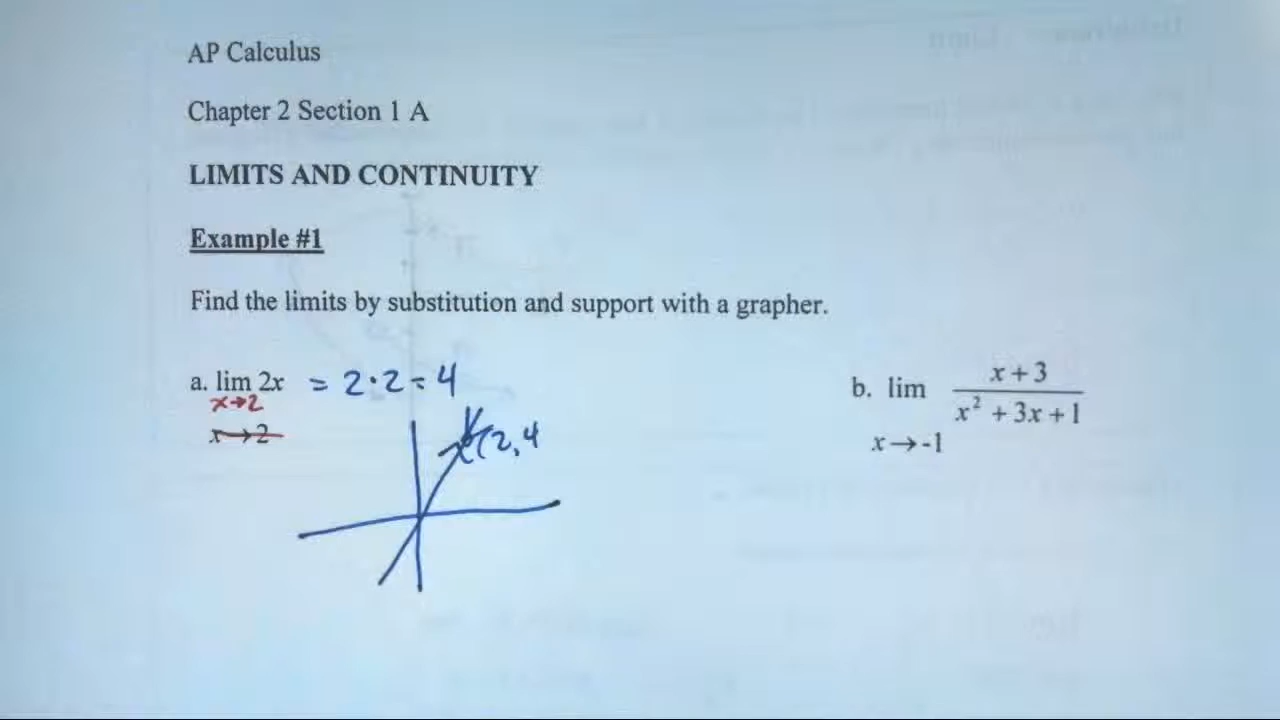 AP Calculus
Chapter 2 Section 1 A
LIMITS AND CONTINUITY
Example #1
Find the limits by substitution and support with a grapher.
a. lim 2x = 2·2 = 4
x→2
x→2
(2,4
b. lim x+3
x² + 3x + 1
x→-1